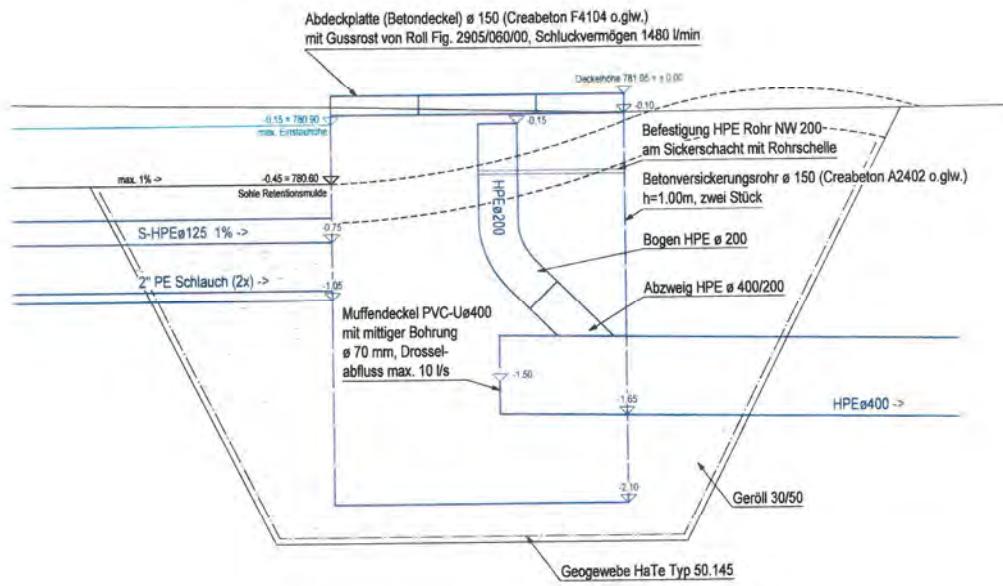 Abdeckplatte (Betondeckel) ø 150 (Creabeton F4104 o.glw.)
mit Gussrost von Roll Fig. 2905/060/00, Schluckvermögen 1480 l/min
Deckelhöhe 781.05 = ± 0.00
-0.10
-0.15 = 780.90
max. Einstauhöhe
-0.15
Befestigung HPE Rohr NW 200
am Sickerschacht mit Rohrschelle
max. 1% ->
-0.45 = 780.60
Sohle Retentionsmulde
Betonversickerungsrohr ø 150 (Creabeton A2402 o.glw.)
h=1.00m, zwei Stück
HPEø200
-0.75
S-HPEø125 1% ->
Bogen HPE ø 200
2" PE Schlauch (2x) ->
-1.05
Abzweig HPE ø 400/200
Muffendeckel PVC-Uø400
mit mittiger Bohrung
ø 70 mm, Drossel-
abfluss max. 10 l/s
-1.50
-1.65
HPEø400 ->
-2.10
Geröll 30/50
Geogewebe HaTe Typ 50.145